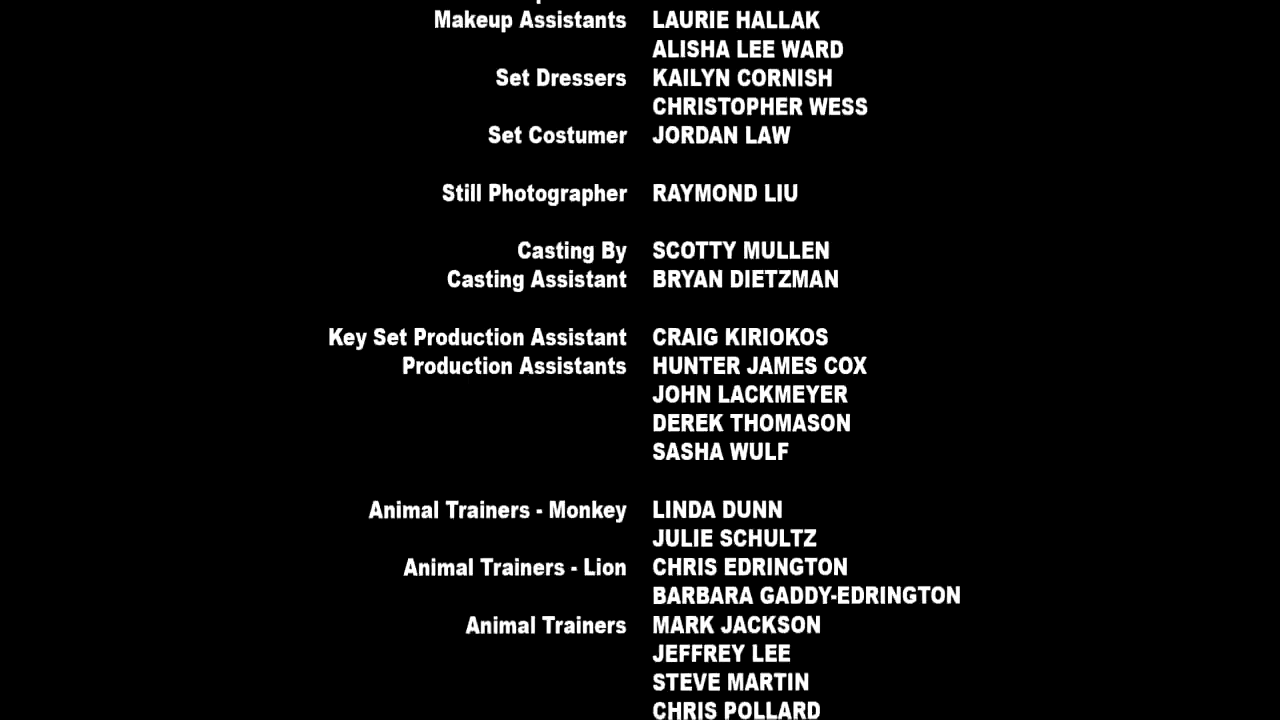 Makeup Assistants LAURIE HALLAK
ALISHA LEE WARD
Set Dressers KAILYN CORNISH
CHRISTOPHER WESS
Set Costumer JORDAN LAW
Still Photographer RAYMOND LIU
Casting By SCOTTY MULLEN
Casting Assistant BRYAN DIETZMAN
Key Set Production Assistant CRAIG KIRIOKOS
Production Assistants HUNTER JAMES COX
JOHN LACKMEYER
DEREK THOMASON
SASHA WULF
Animal Trainers - Monkey LINDA DUNN
JULIE SCHULTZ
Animal Trainers - Lion CHRIS EDRINGTON
BARBARA GADDY-EDRINGTON
Animal Trainers MARK JACKSON
JEFFREY LEE
STEVE MARTIN
CHRIS POLLARD